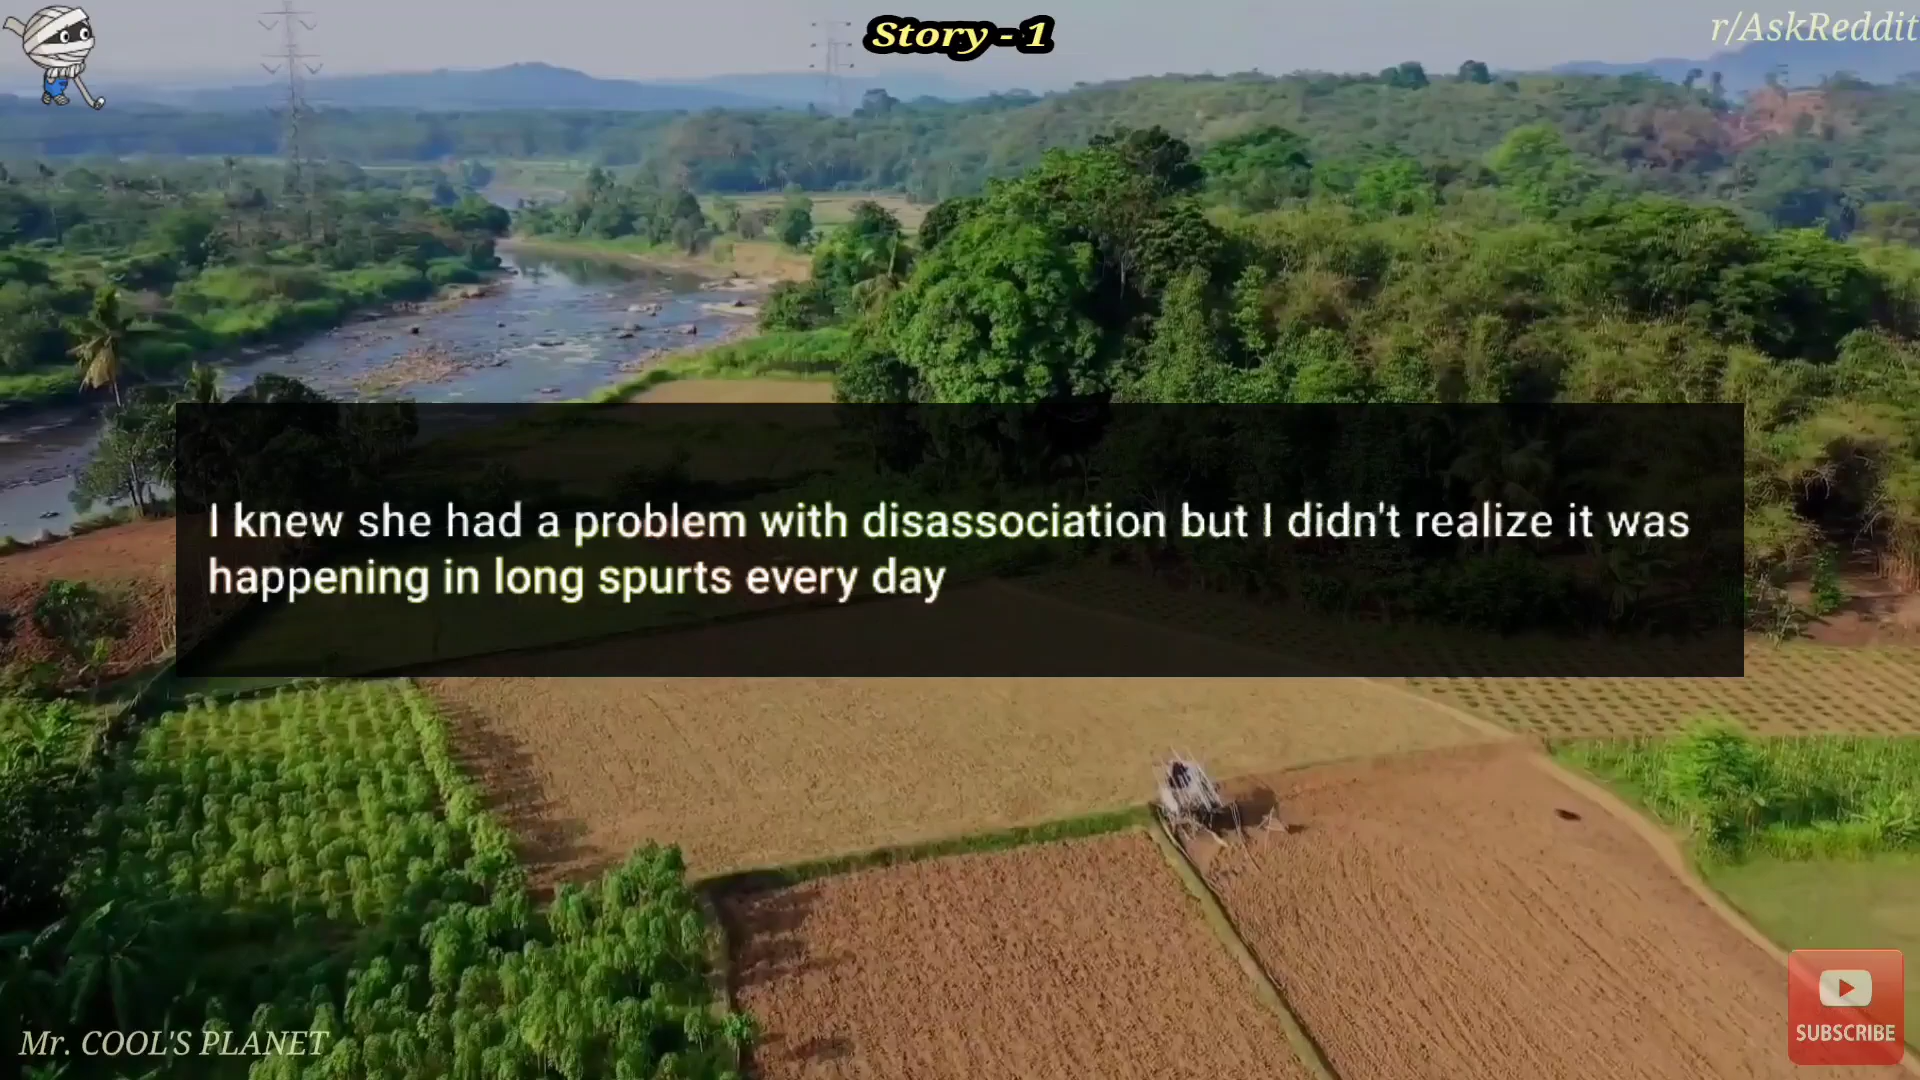 Story - 1
r/AskReddit
I knew she had a problem with disassociation but I didn't realize it was
happening in long spurts every day
Mr. COOL'S PLANET
SUBSCRIBE